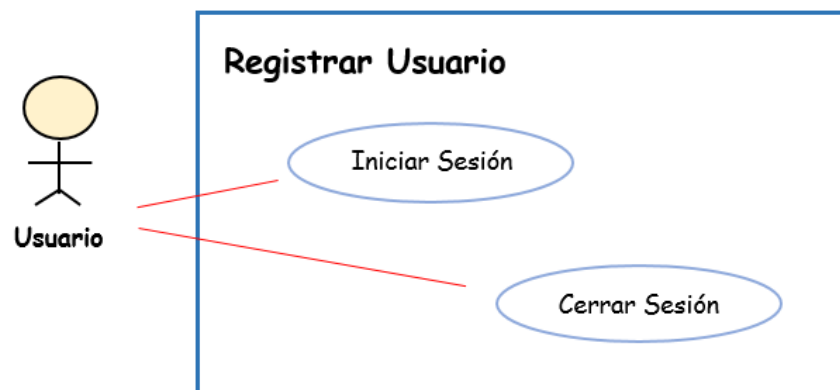 Registrar Usuario
Iniciar Sesión
Usuario
Cerrar Sesión